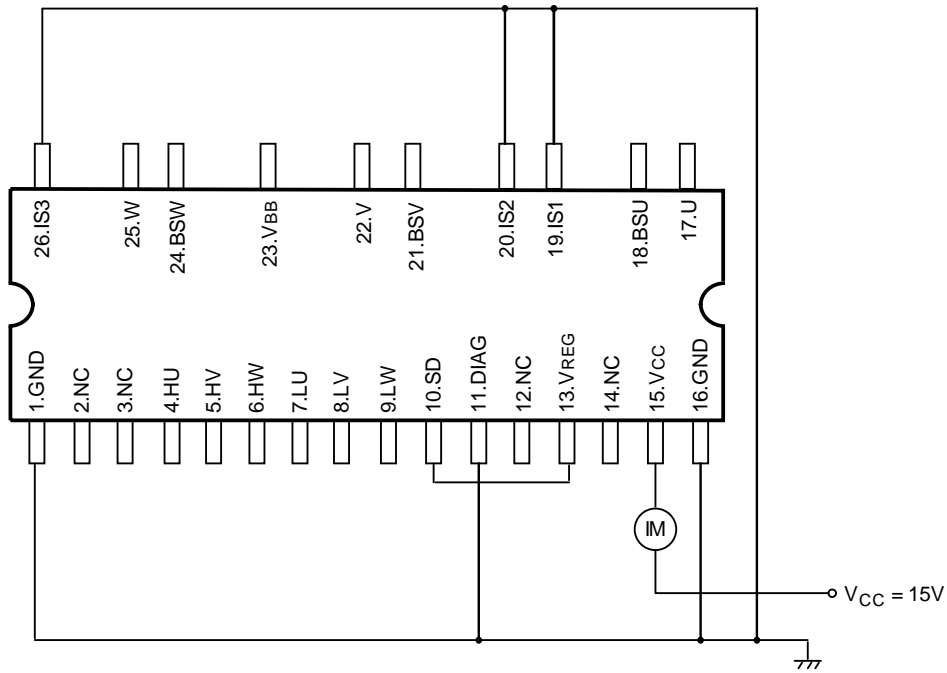 26.IS3
25.W
24.BSW
23.VBB
22.V
21.BSV
20.IS2
19.IS1
18.BSU
17.U
1.GND
2.NC
3.NC
4.HU
5.HV
6.HW
7.LU
8.LV
9.LW
10.SD
11.DIAG
12.NC
13.VREG
14.NC
15.VCC
16.GND
IM
VCC = 15V